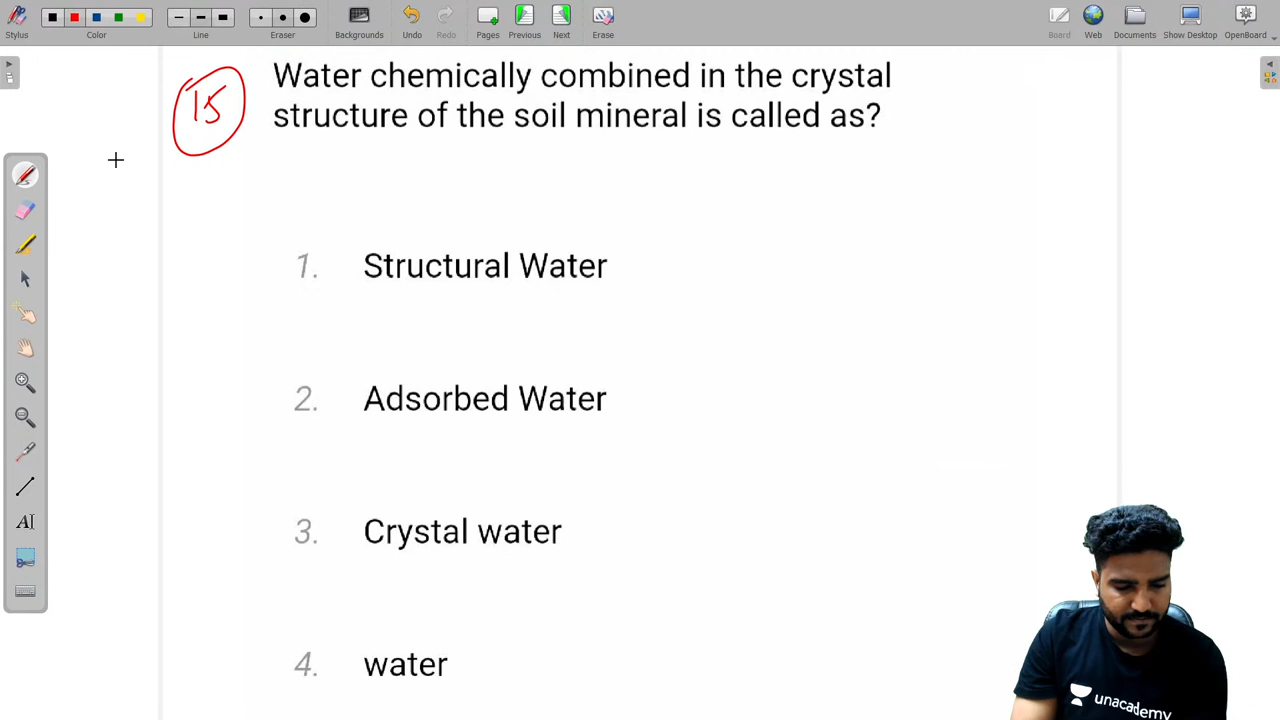 Stylus
Color
Line
Eraser
Backgrounds
Undo
Redo
Pages
Previous
Next
Erase
Board
Web
Documents
Show Desktop
OpenBoard
15
Water chemically combined in the crystal
structure of the soil mineral is called as?
1. Structural Water
2. Adsorbed Water
3. Crystal water
4. water
unacademy